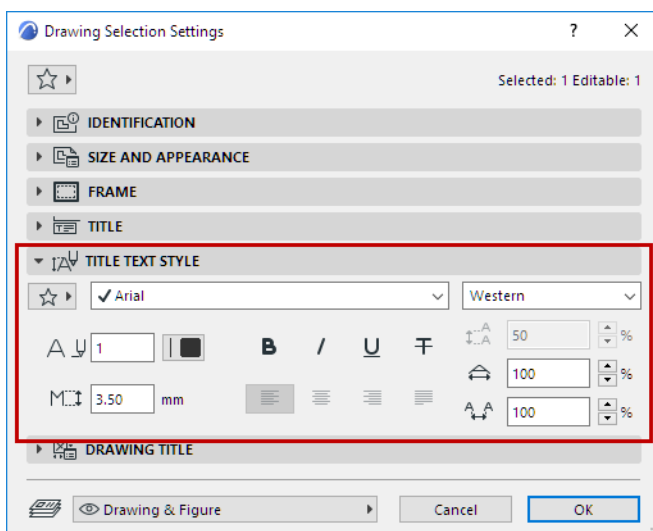 Drawing Selection Settings ?
Selected: 1 Editable: 1
IDENTIFICATION
SIZE AND APPEARANCE
FRAME
TITLE
TITLE TEXT STYLE
Arial Western
1 B I U T 50 %
100 %
3.50 mm 100 %
DRAWING TITLE
Drawing & Figure Cancel OK